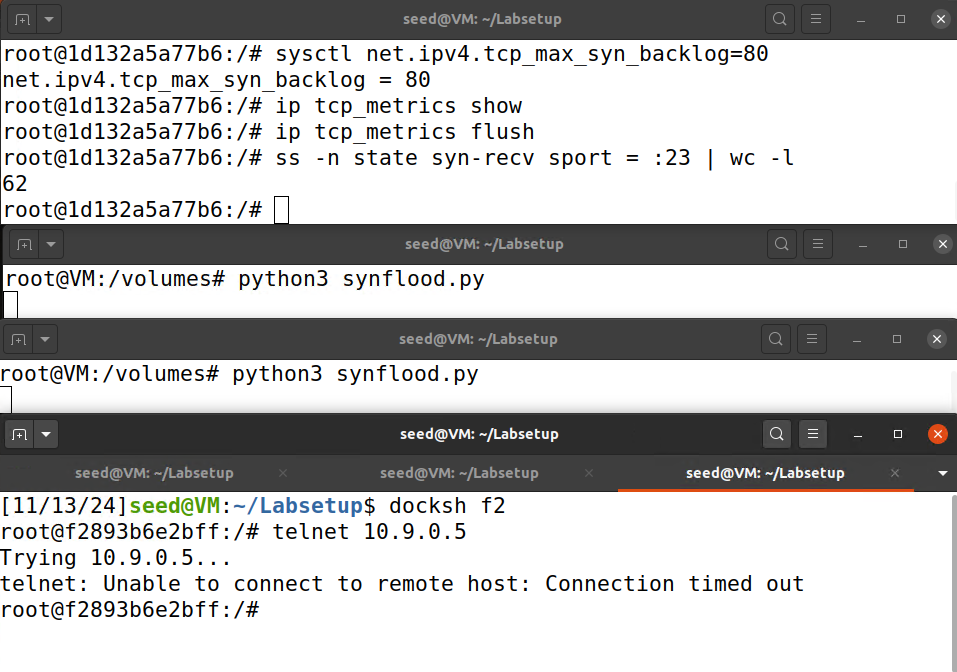 seed@VM: ~/Labsetup
root@1d132a5a77b6:/# sysctl net.ipv4.tcp_max_syn_backlog=80
net.ipv4.tcp_max_syn_backlog = 80
root@1d132a5a77b6:/# ip tcp_metrics show
root@1d132a5a77b6:/# ip tcp_metrics flush
root@1d132a5a77b6:/# ss -n state syn-recv sport = :23 | wc -l
62
root@1d132a5a77b6:/#
seed@VM: ~/Labsetup
root@VM:/volumes# python3 synflood.py
seed@VM: ~/Labsetup
root@VM:/volumes# python3 synflood.py
seed@VM: ~/Labsetup
seed@VM: ~/Labsetup seed@VM: ~/Labsetup seed@VM: ~/Labsetup
[11/13/24]seed@VM:~/Labsetup$ docksh f2
root@f2893b6e2bff:/# telnet 10.9.0.5
Trying 10.9.0.5...
telnet: Unable to connect to remote host: Connection timed out
root@f2893b6e2bff:/#